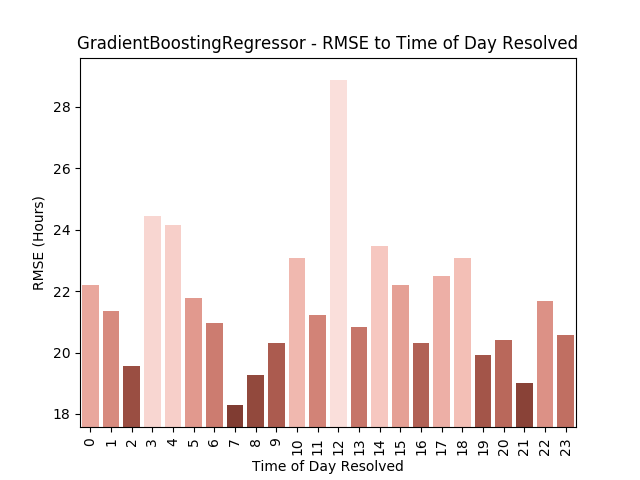 GradientBoostingRegressor - RMSE to Time of Day Resolved
28
26
24
22
20
18
RMSE (Hours)
0 1 2 3 4 5 6 7 8 9 10 11 12 13 14 15 16 17 18 19 20 21 22 23
Time of Day Resolved